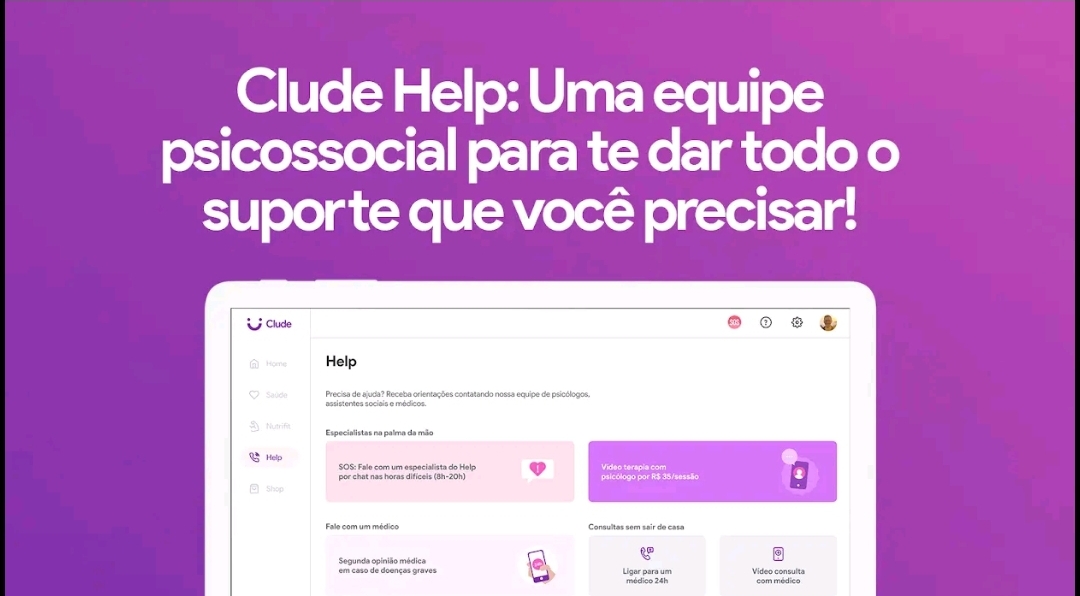 Clude Help: Uma equipe
psicossocial para te dar todo o
suporte que você precisar!
Clude
SOS
?
Home
Saúde
Nutrifit
Help
Shop
Help
Precisa de ajuda? Receba orientações contatando nossa equipe de psicólogos,
assistentes sociais e médicos.
Especialistas na palma da mão
SOS: Fale com um especialista do Help
por chat nas horas difíceis (8h-20h)
Vídeo terapia com
psicólogo por R$ 35/sessão
Fale com um médico
Segunda opinião médica
em caso de doenças graves
Consultas sem sair de casa
Ligar para um
médico 24h
Vídeo consulta
com médico